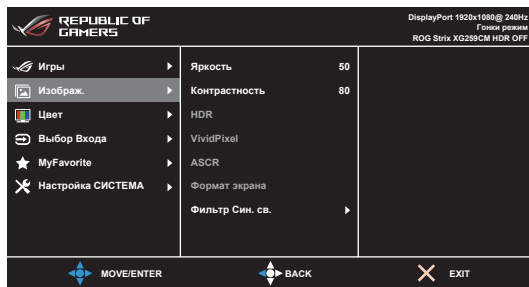 REPUBLIC OF
GAMERS
DisplayPort 1920x1080@ 240Hz
Гонки режим
ROG Strix XG259CM HDR OFF
Игры
Изображ.
Цвет
Выбор Входа
MyFavorite
Настройка СИСТЕМА
Яркость 50
Контрастность 80
HDR
VividPixel
ASCR
Формат экрана
Фильтр Син. св.
MOVE/ENTER
BACK
EXIT